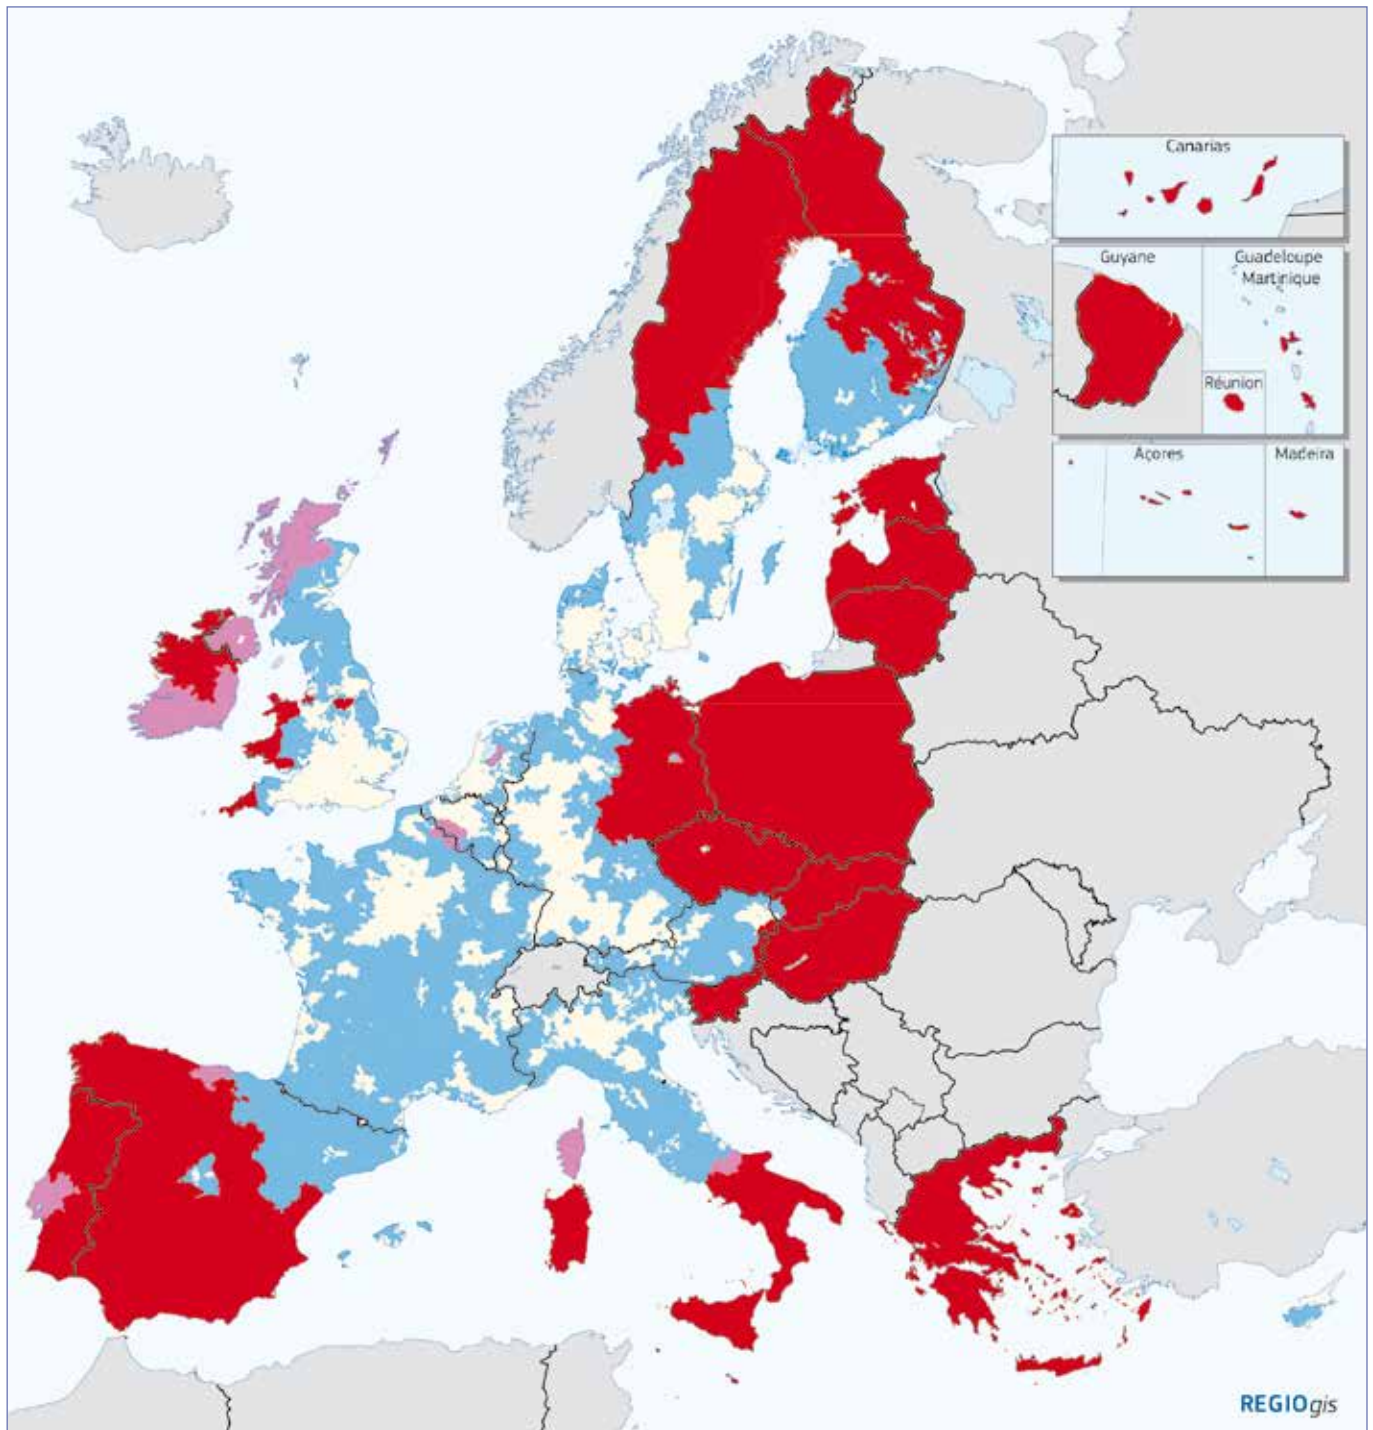 Canarias
Guyane
Guadeloupe
Martinique
Réunion
Açores
Madeira
REGIOgis